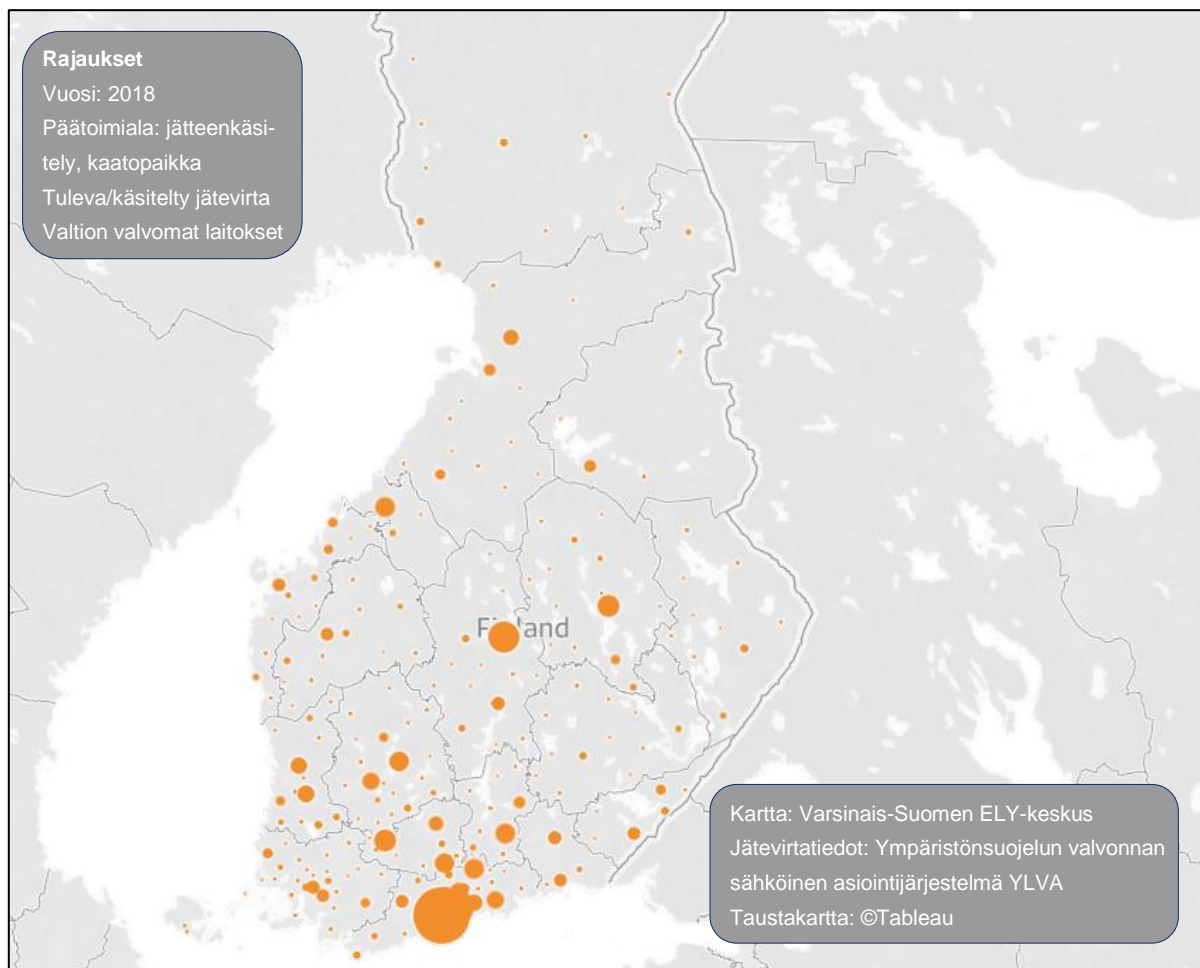 Rajaukset
Vuosi: 2018
Päätoimiala: jätteenkäsi-
tely, kaatopaikka
Tuleva/käsitelty jätevirta
Valtion valvomat laitokset
Finland
Kartta: Varsinais-Suomen ELY-keskus
Jätevirtatiedot: Ympäristönsuojelun valvonnan
sähköinen asiointijärjestelmä YLVA
Taustakartta: ©Tableau